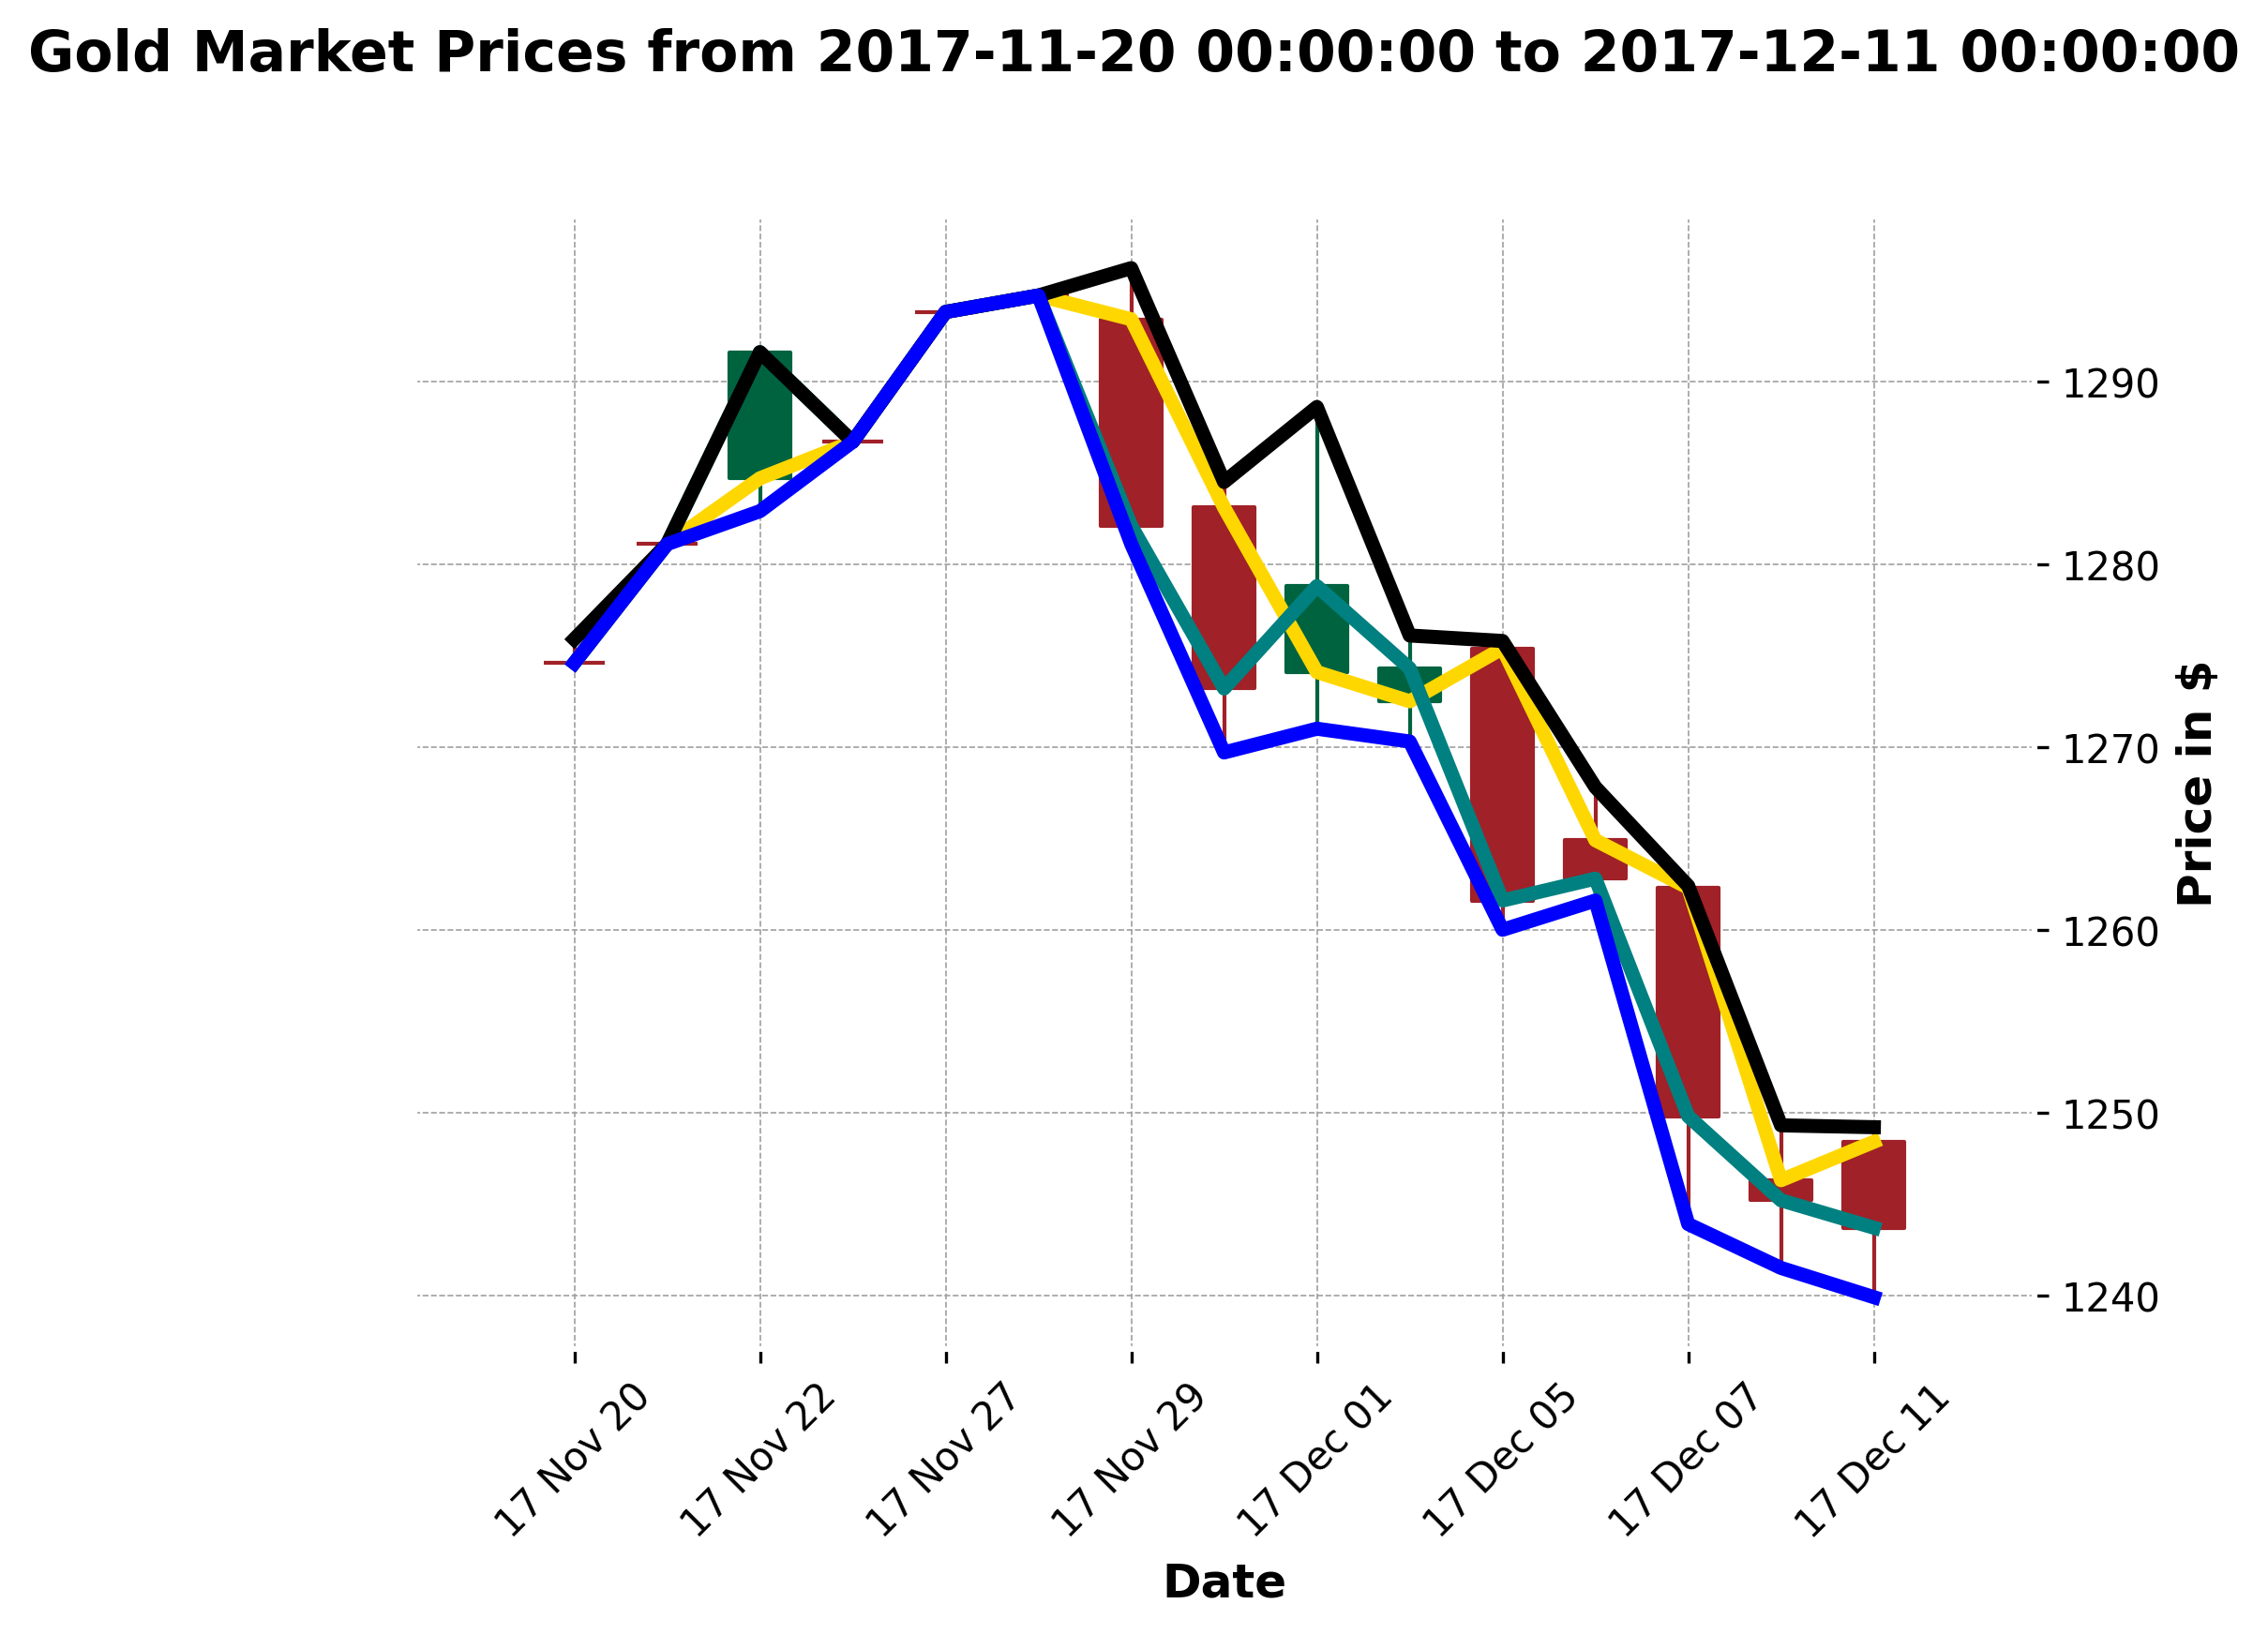 Gold Market Prices from 2017-11-20 00:00:00 to 2017-12-11 00:00:00
1290
1280
1270
1260
1250
1240
Price in $
17 Nov 20
17 Nov 22
17 Nov 27
17 Nov 29
17 Dec 01
17 Dec 05
17 Dec 07
17 Dec 11
Date